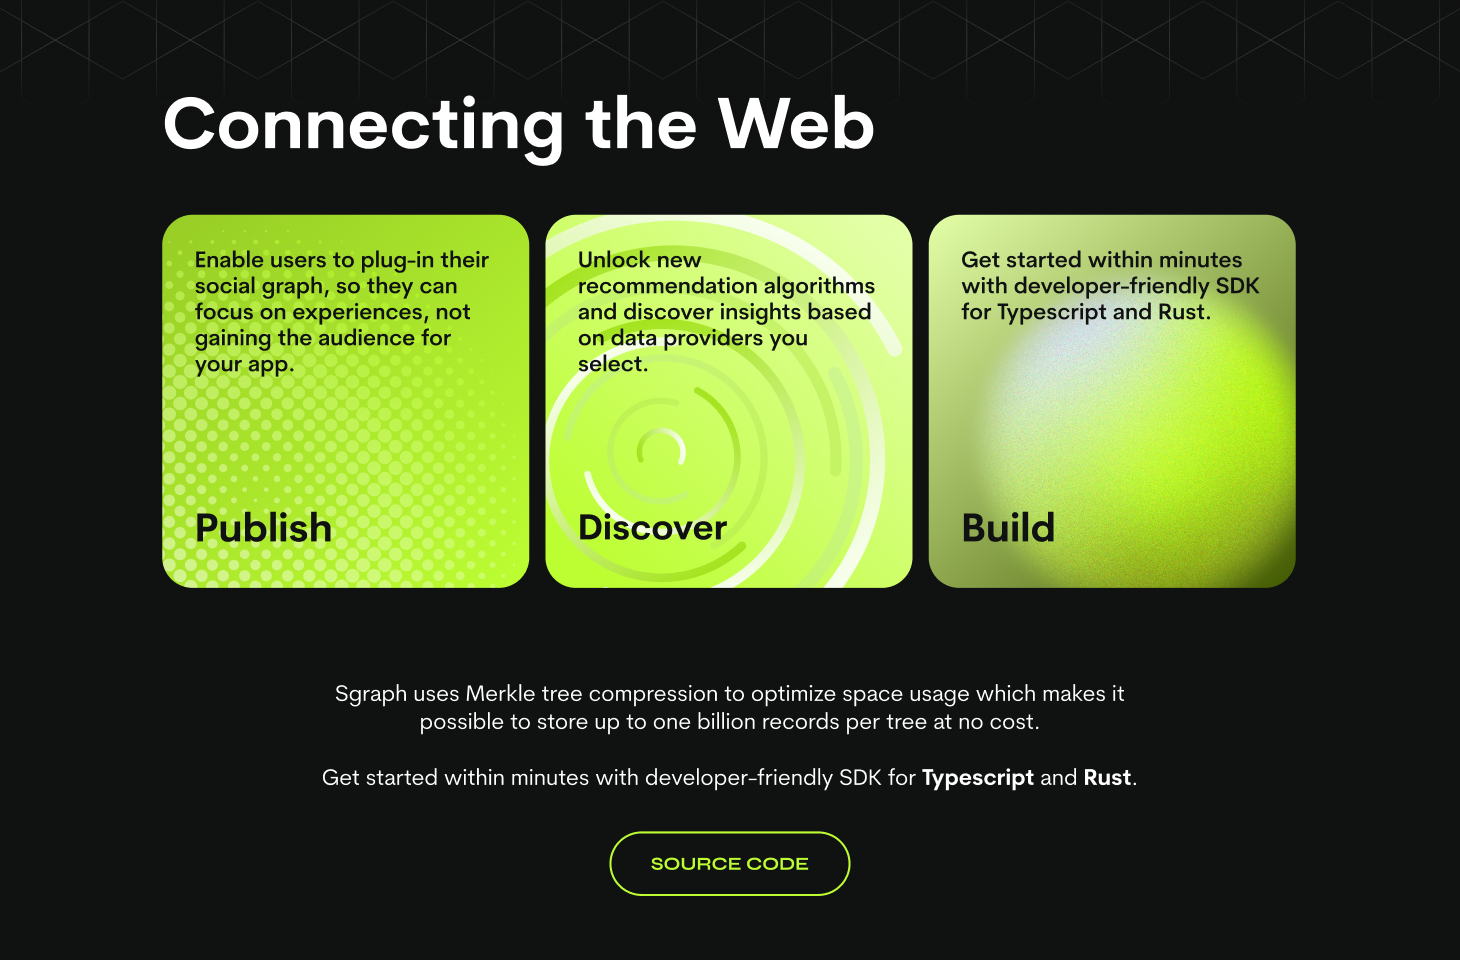 Connecting the Web
Enable users to plug-in their
social graph, so they can
focus on experiences, not
gaining the audience for
your app.
Publish
Unlock new
recommendation algorithms
and discover insights based
on data providers you
select.
Discover
Get started within minutes
with developer-friendly SDK
for Typescript and Rust.
Build
Sgraph uses Merkle tree compression to optimize space usage which makes it
possible to store up to one billion records per tree at no cost.
Get started within minutes with developer-friendly SDK for Typescript and Rust.
SOURCE CODE